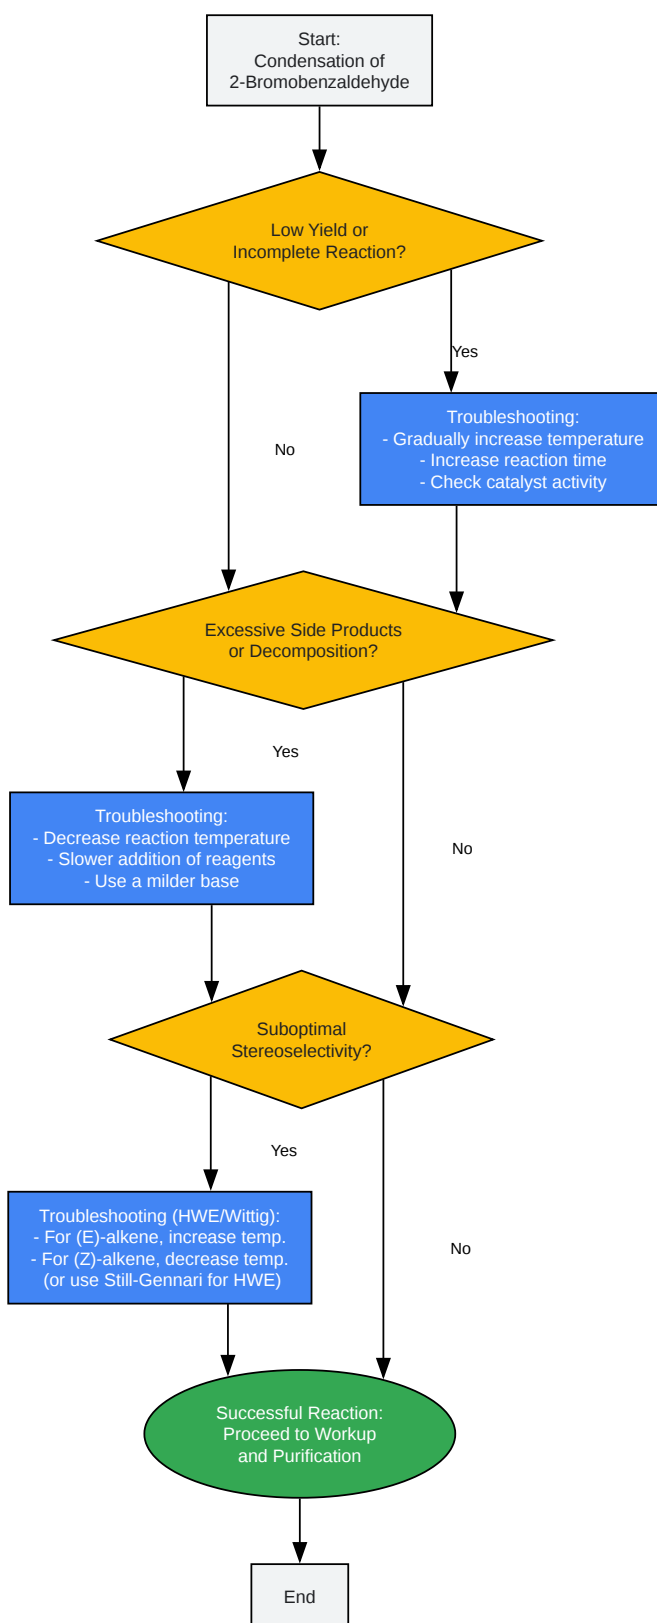 Start:
Condensation of
2-Bromobenzaldehyde
Low Yield or
Incomplete Reaction?
Yes
Troubleshooting:
- Gradually increase temperature
- Increase reaction time
- Check catalyst activity
No
Excessive Side Products
or Decomposition?
Yes
Troubleshooting:
- Decrease reaction temperature
- Slower addition of reagents
- Use a milder base
No
Suboptimal
Stereoselectivity?
Yes
Troubleshooting (HWE/Wittig):
- For (E)-alkene, increase temp.
- For (Z)-alkene, decrease temp.
(or use Still-Gennari for HWE)
No
Successful Reaction:
Proceed to Workup
and Purification
End